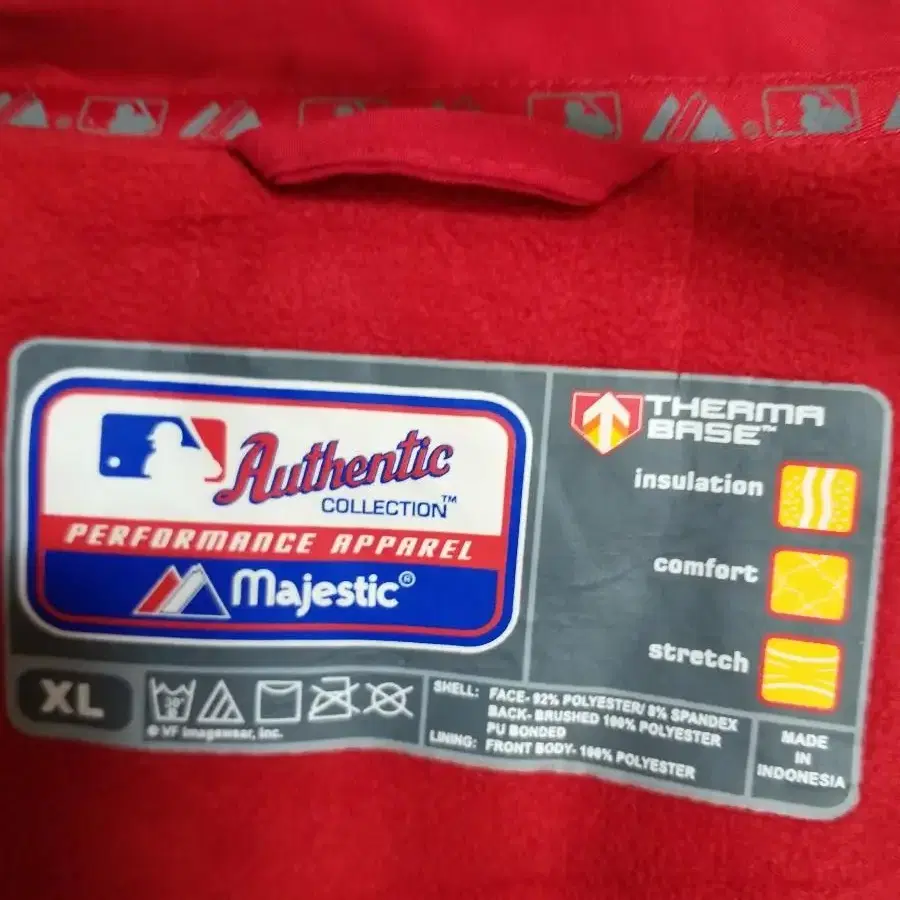 Authentic
COLLECTION™
PERFORMANCE APPAREL
Majestic®
THERMA
BASE™
insulation
comfort
stretch
XL
30°
© VF Imagewear, Inc.
SHELL: FACE- 92% POLYESTER/ 8% SPANDEX
BACK- BRUSHED 100% POLYESTER
PU BONDED
LINING: FRONT BODY- 100% POLYESTER
MADE
IN
INDONESIA